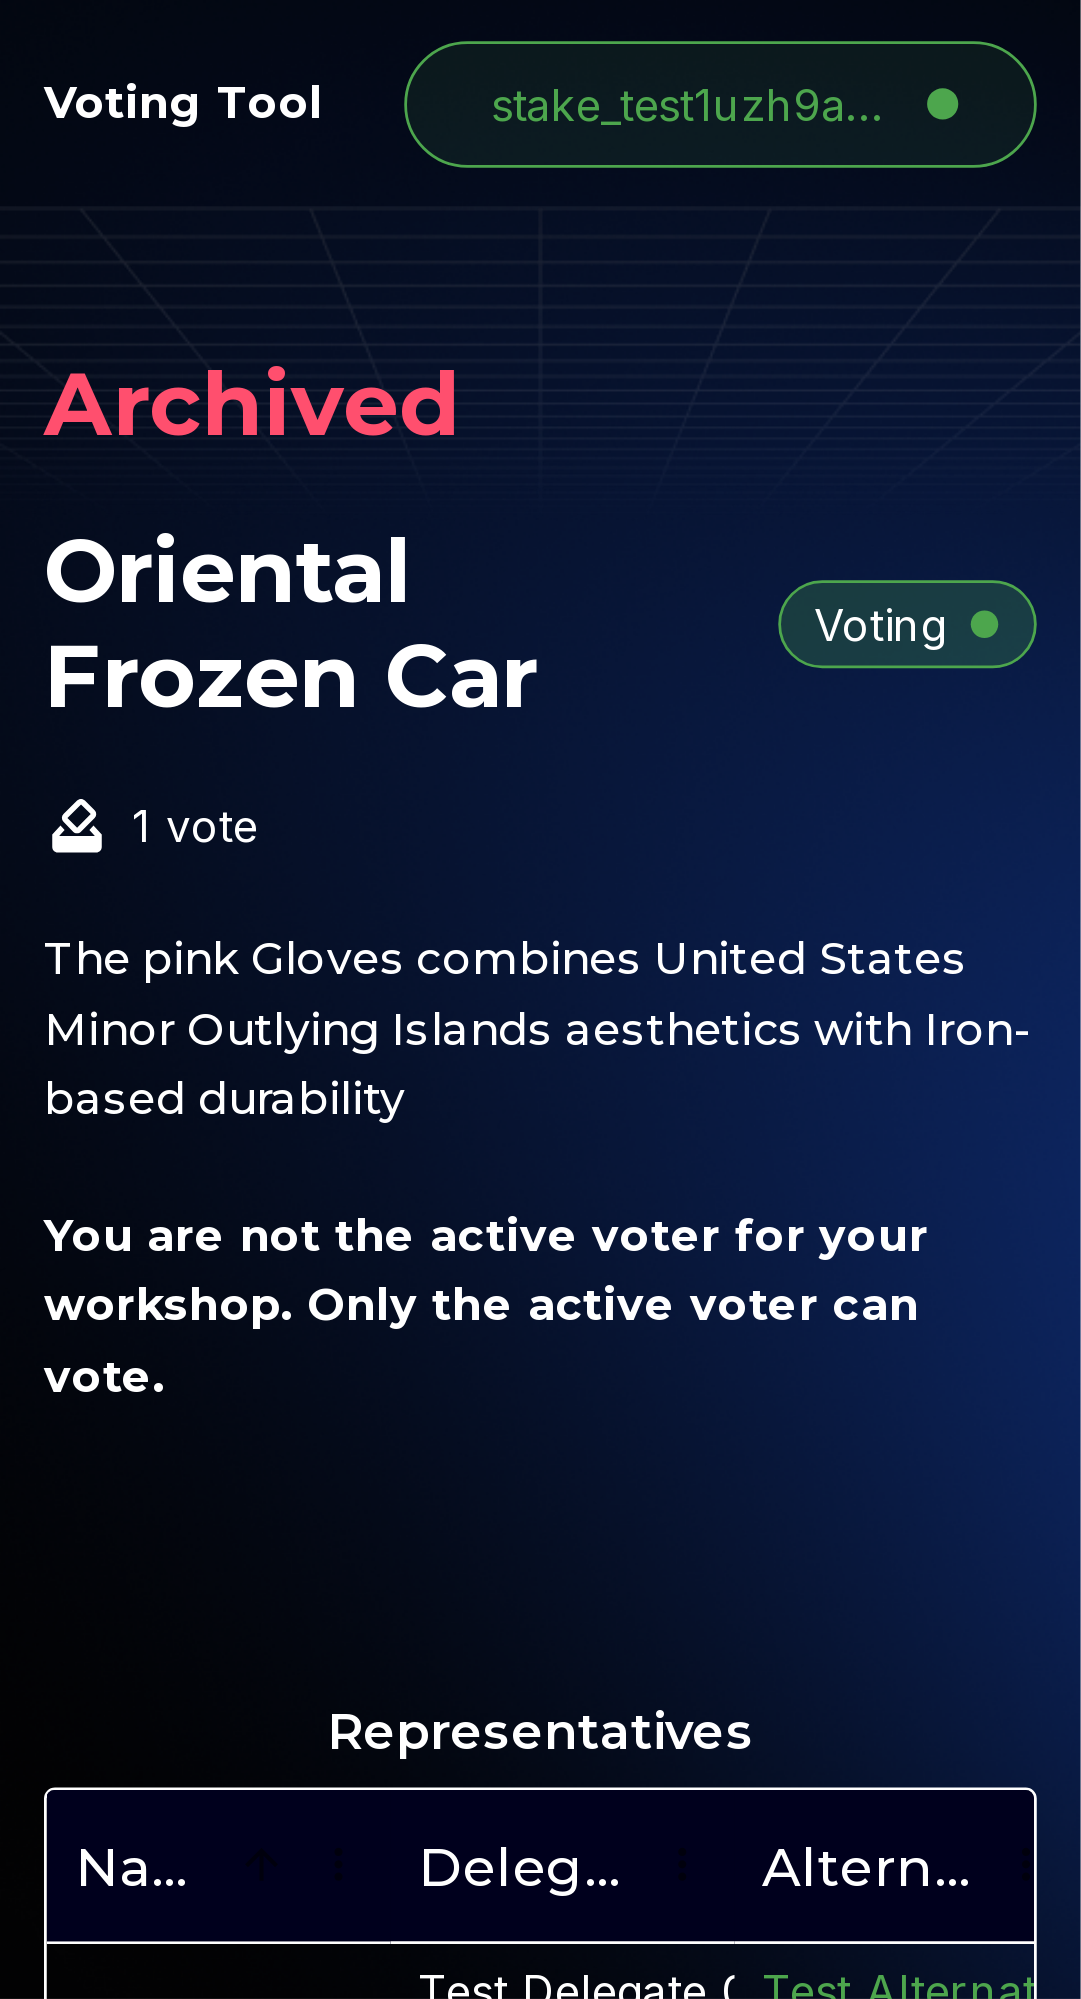 Voting Tool
stake_test1uzh9a...
Archived
Oriental
Frozen Car
Voting
1 vote
The pink Gloves combines United States
Minor Outlying Islands aesthetics with Iron-
based durability
You are not the active voter for your
workshop. Only the active voter can
vote.
Representatives
Na... Deleg... Altern...
Test Delegate Test Alternat